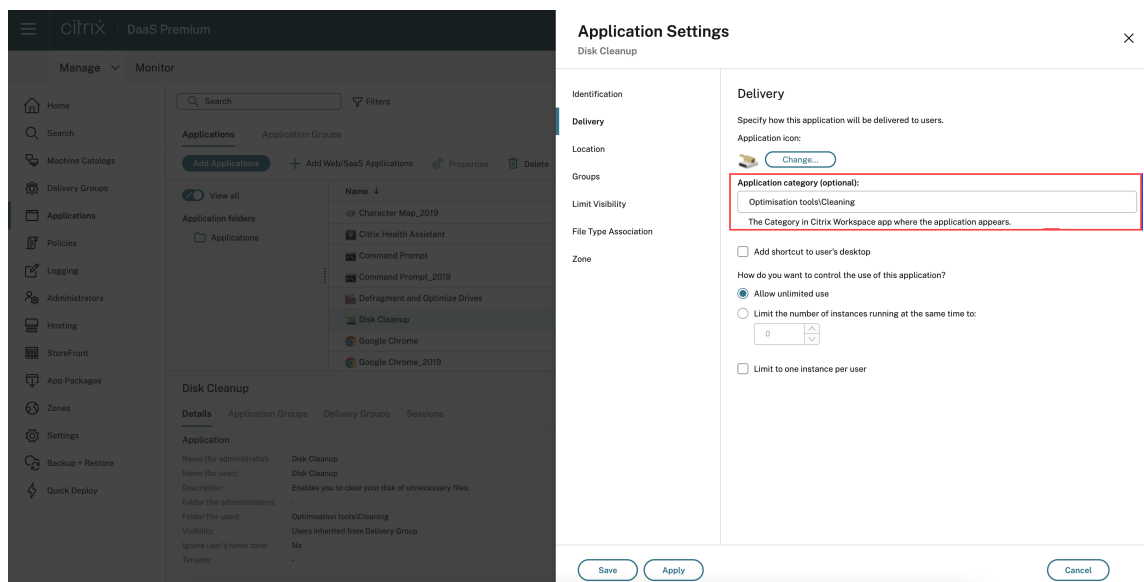 citrix DaaS Premium
Manage Monitor
Home
Search
Machine Catalogs
Delivery Groups
Applications
Policies
Logging
Administrators
Hosting
StoreFront
App Packages
Zones
Settings
Backup + Restore
Quick Deploy
Search Filters
Applications Application Groups
Add Applications Add Web/SaaS Applications Properties Delete
View all
Application folders
Applications
Name ↓
Character Map_2019
Citrix Health Assistant
Command Prompt
Command Prompt_2019
Defragment and Optimize Drives
Disk Cleanup
Google Chrome
Google Chrome_2019
Disk Cleanup
Details Application Groups Delivery Groups Sessions
Application
Name (for administrator): Disk Cleanup
Name (for user): Disk Cleanup
Description: Enables you to clear your disk of unnecessary files.
Folder (for administrators): -
Folder (for user): Optimisation tools\Cleaning
Visibility: Users inherited from Delivery Group
Ignore user's home zone: No
Tenants: -
Application Settings
Disk Cleanup
Identification
Delivery
Location
Groups
Limit Visibility
File Type Association
Zone
Delivery
Specify how this application will be delivered to users.
Application icon:
Change...
Application category (optional):
Optimisation tools\Cleaning
The Category in Citrix Workspace app where the application appears.
Add shortcut to user's desktop
How do you want to control the use of this application?
Allow unlimited use
Limit the number of instances running at the same time to:
0
Limit to one instance per user
Save Apply Cancel